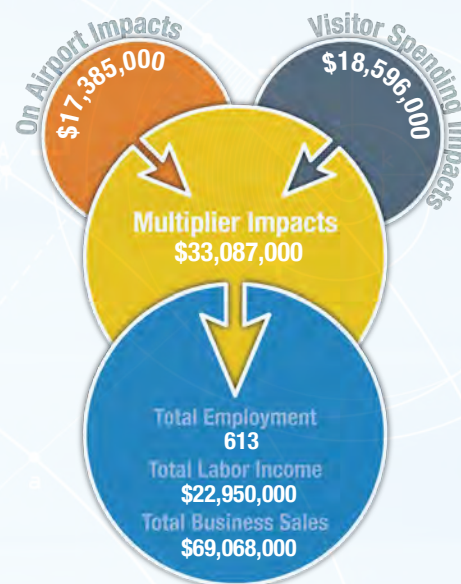 On Airport Impacts
$17,385,000
Visitor Spending Impacts
$18,596,000
Multiplier Impacts
$33,087,000
Total Employment
613
Total Labor Income
$22,950,000
Total Business Sales
$69,068,000